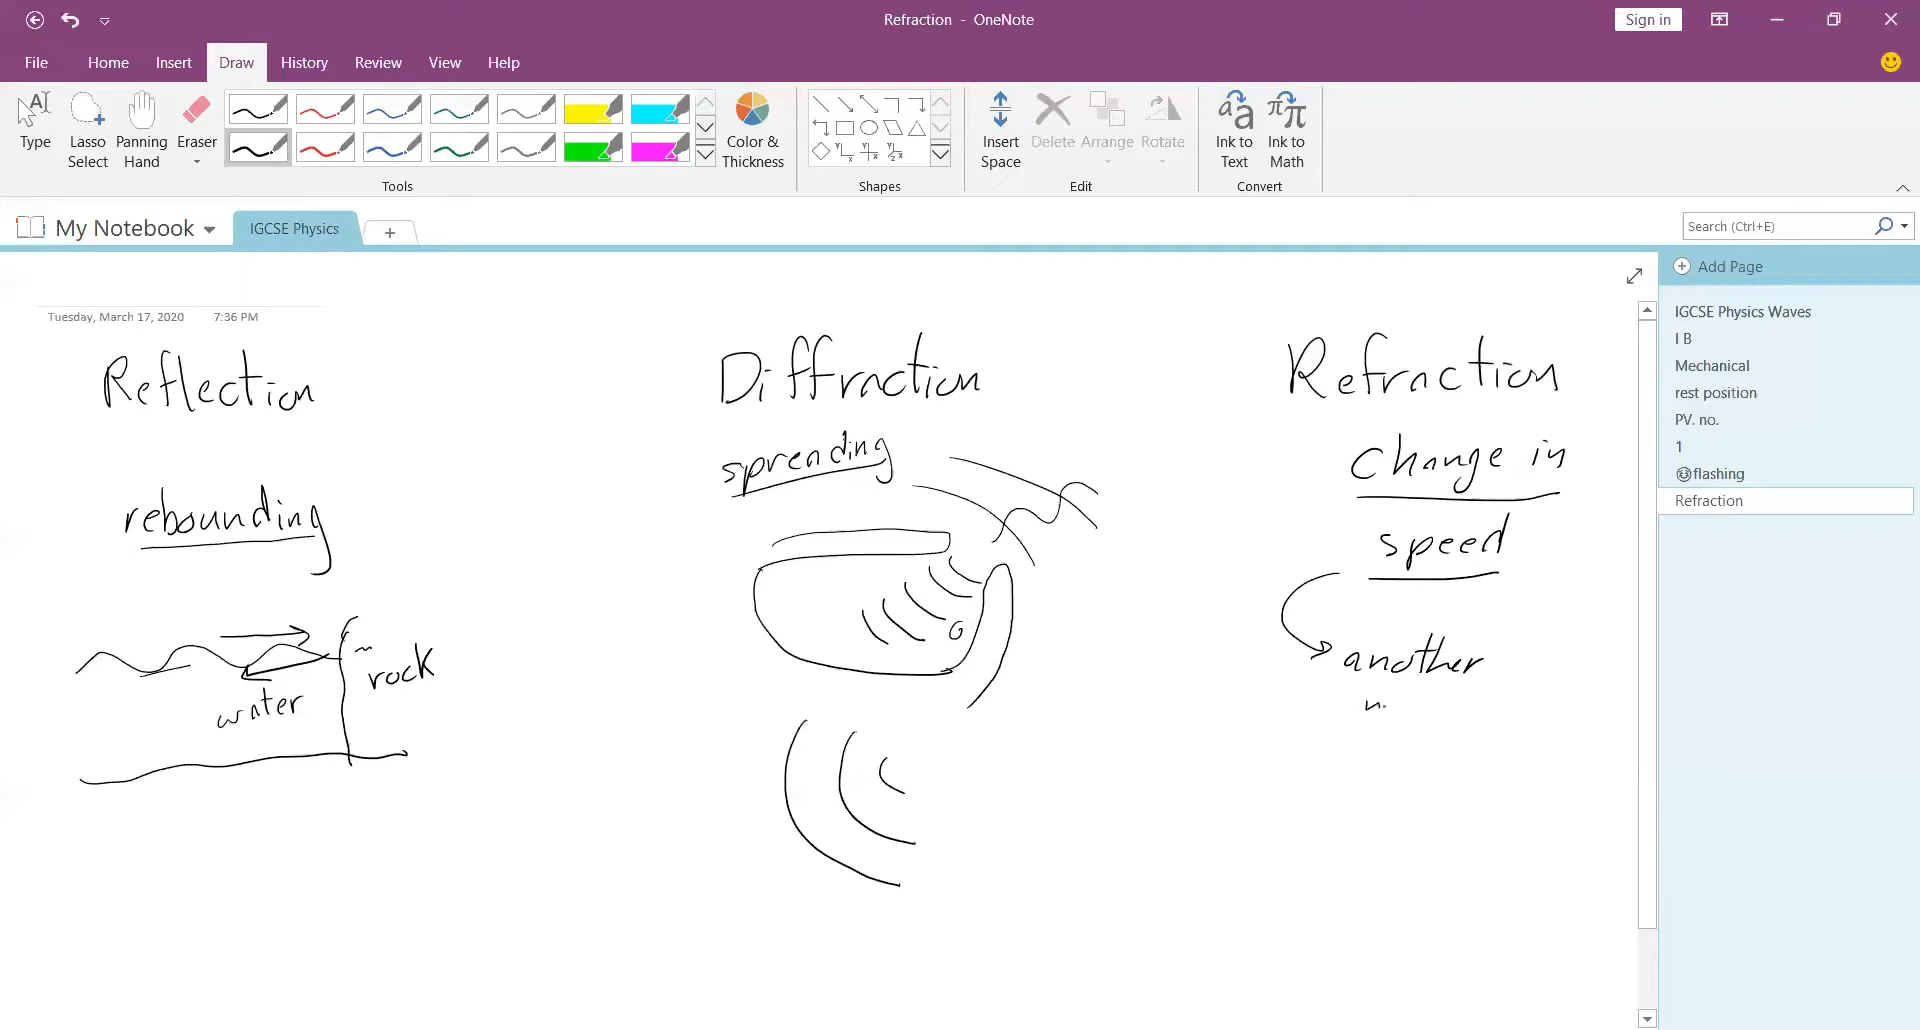 Refraction - OneNote
Sign in
File Home Insert Draw History Review View Help
Type
Lasso Select
Panning Hand
Eraser
Color & Thickness
Insert Space
Delete
Arrange
Rotate
Ink to Text
Ink to Math
Tools
Shapes
Edit
Convert
My Notebook
IGCSE Physics
Search (Ctrl+E)
Add Page
IGCSE Physics Waves
I B
Mechanical
rest position
PV. no.
1
flashing
Refraction
Tuesday, March 17, 2020 7:36 PM
Reflection
rebounding
rock
water
Diffraction
spreading
Refraction
change in
speed
another